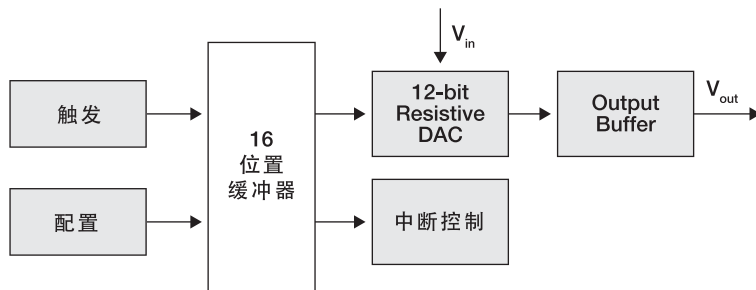 V_in
触发
16
位置
缓冲器
12-bit
Resistive
DAC
Output
Buffer
V_out
配置
中断控制